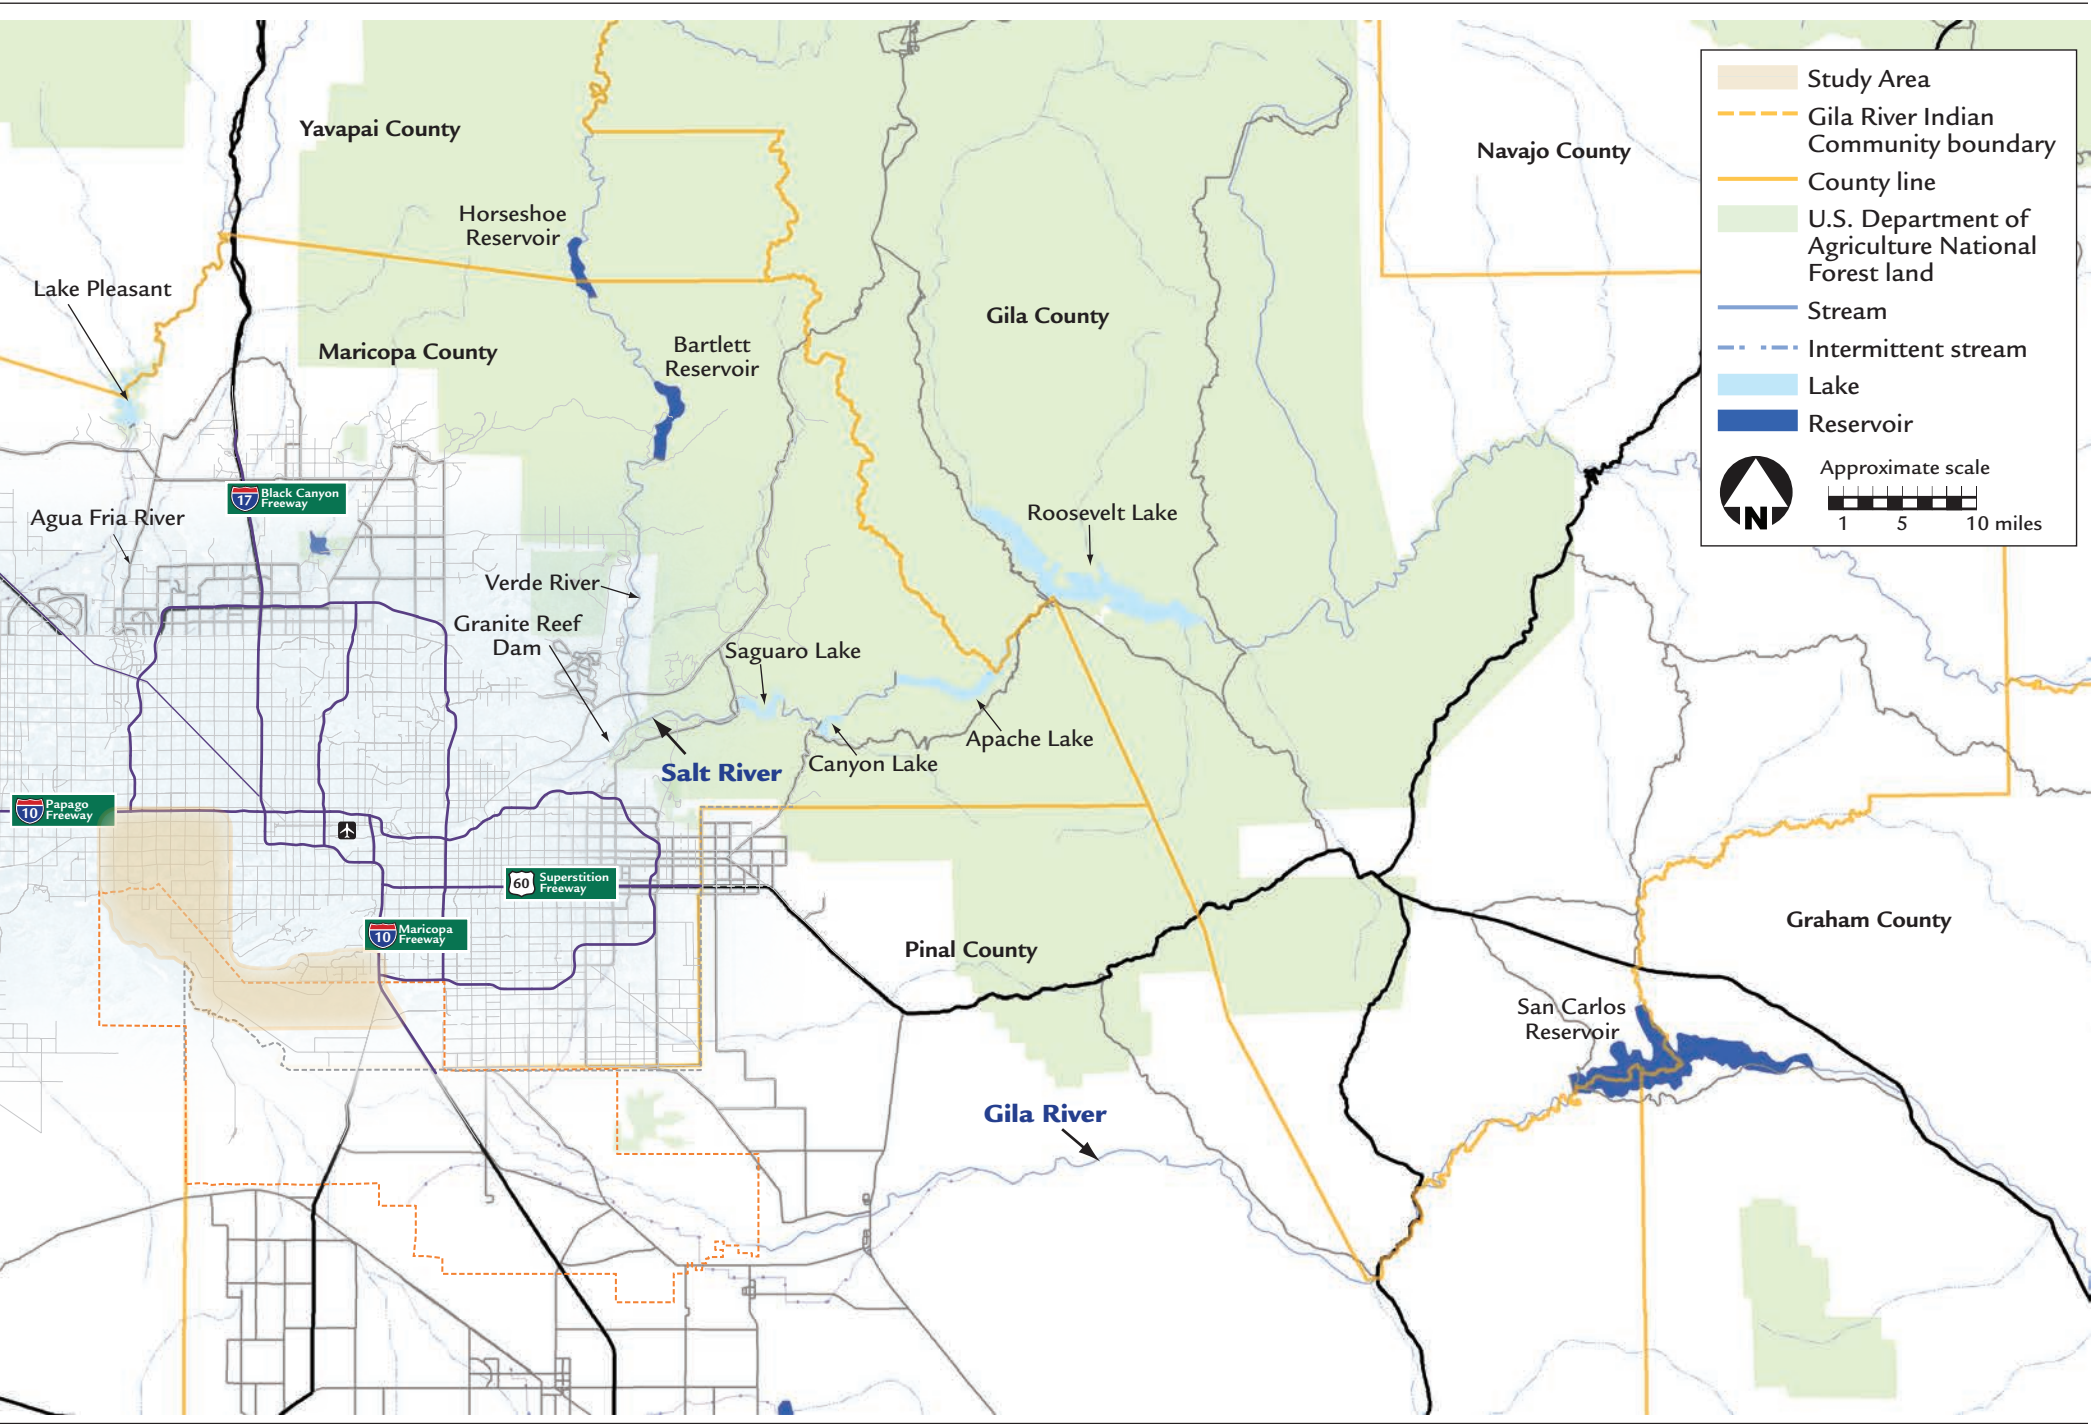 Yavapai County
Navajo County
Horseshoe
Reservoir
Lake Pleasant
Gila County
Maricopa County
Bartlett
Reservoir
17
Black Canyon
Freeway
Agua Fria River
Roosevelt Lake
Verde River
Granite Reef
Dam
Saguaro Lake
Apache Lake
Canyon Lake
Salt River
10
Papago
Freeway
60
Superstition
Freeway
10
Maricopa
Freeway
Pinal County
Graham County
San Carlos
Reservoir
Gila River
Study Area
Gila River Indian
Community boundary
County line
U.S. Department of
Agriculture National
Forest land
Stream
Intermittent stream
Lake
Reservoir
N
Approximate scale
1 5 10 miles